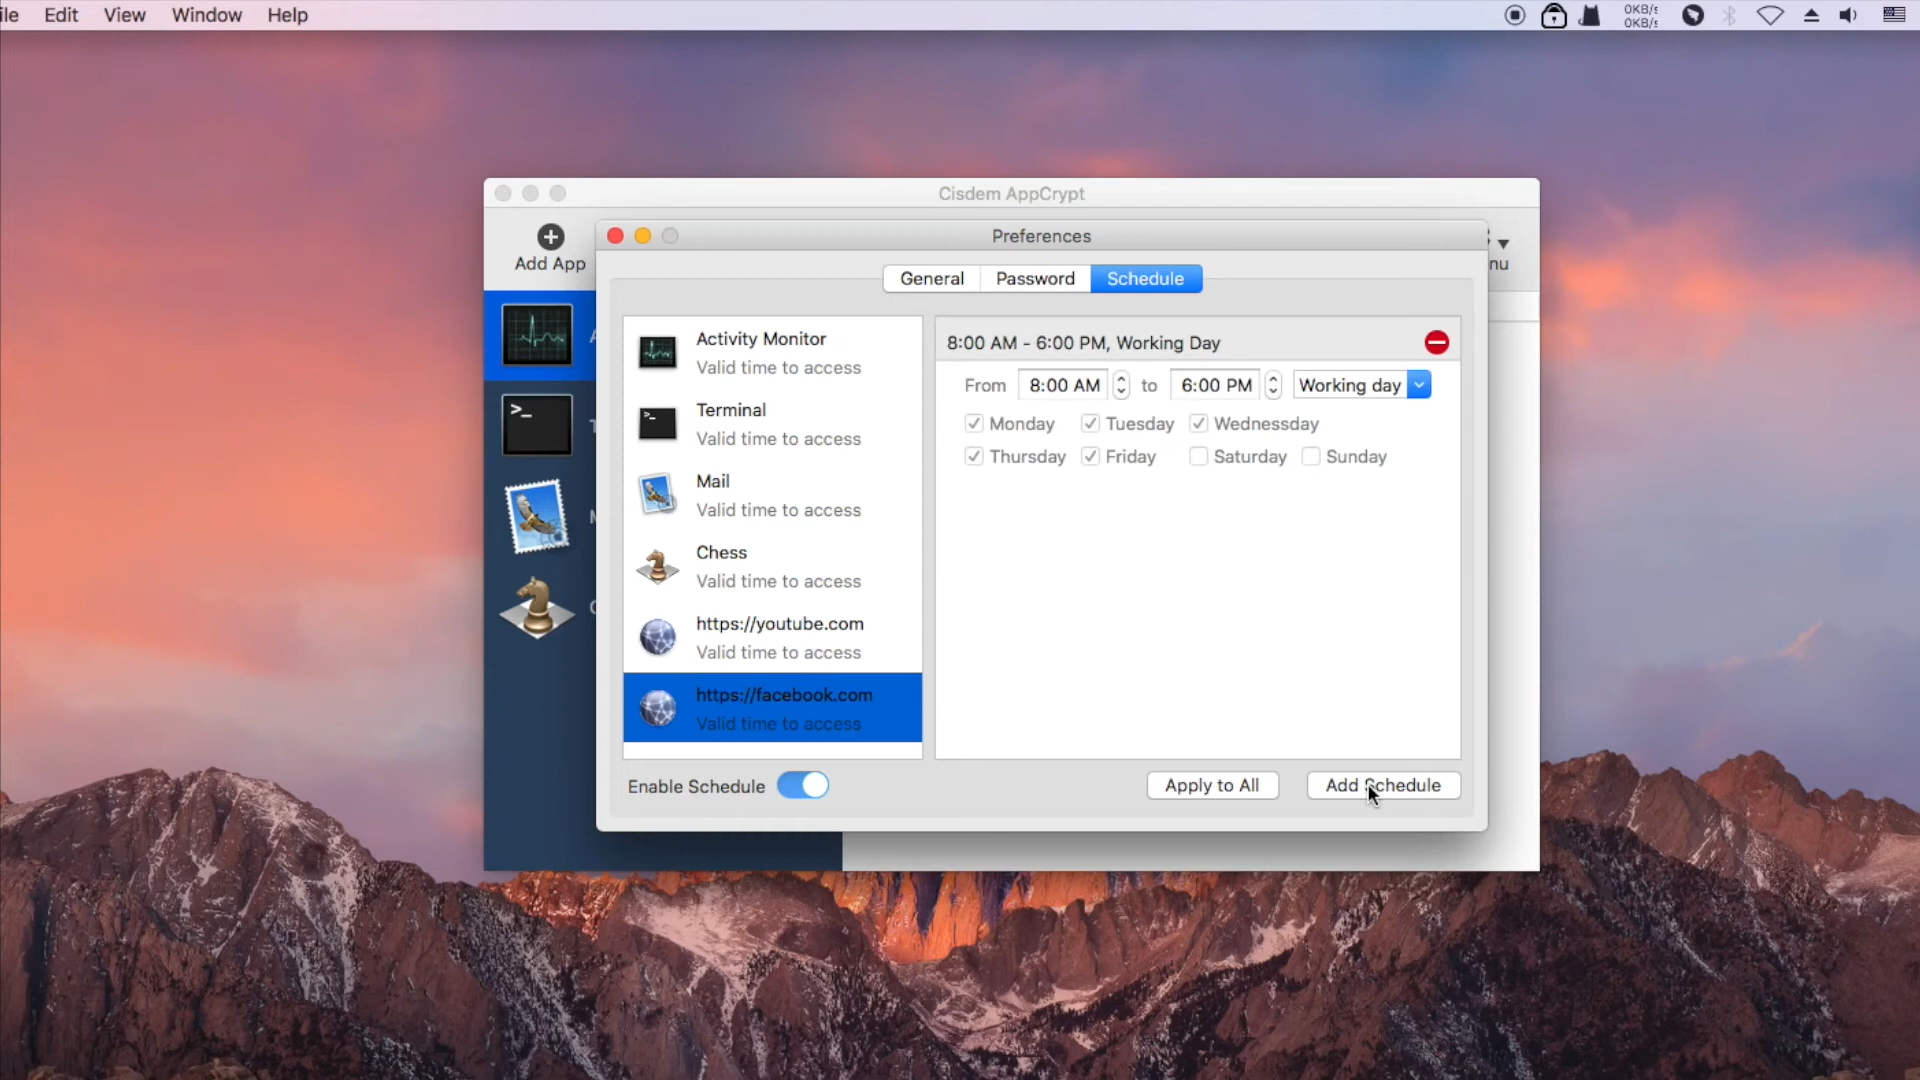 ile Edit View Window Help
0KB/s
0KB/s
Cisdem AppCrypt
Add App
nu
Preferences
General Password Schedule
Activity Monitor
Valid time to access
Terminal
Valid time to access
Mail
Valid time to access
Chess
Valid time to access
https://youtube.com
Valid time to access
https://facebook.com
Valid time to access
8:00 AM - 6:00 PM, Working Day
From 8:00 AM to 6:00 PM Working day
Monday Tuesday Wednesday
Thursday Friday Saturday Sunday
Enable Schedule
Apply to All
Add Schedule